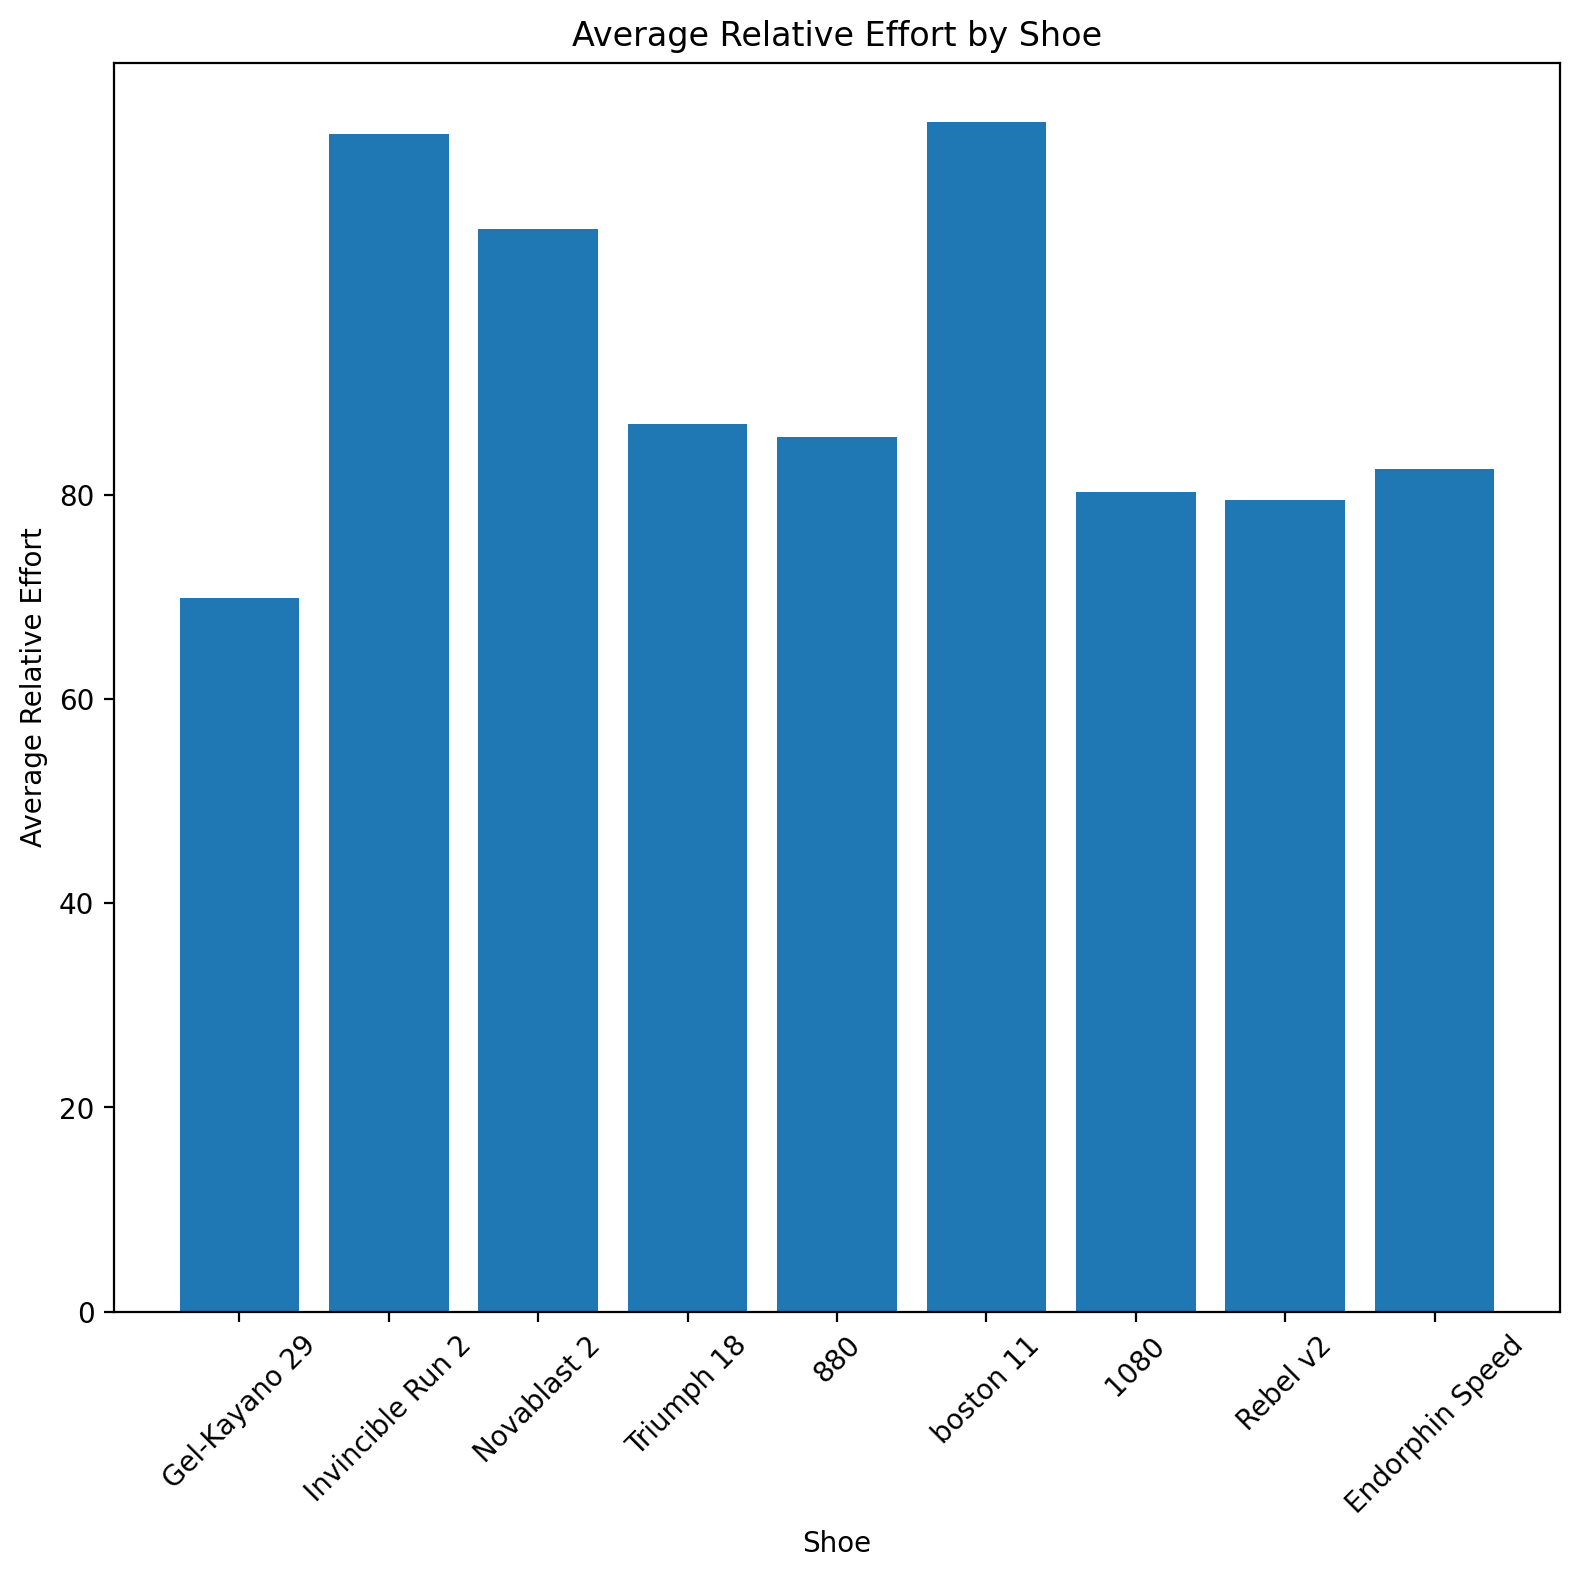 Average Relative Effort by Shoe
Average Relative Effort
80
60
40
20
0
Gel-Kayano 29
Invincible Run 2
Novablast 2
Triumph 18
880
boston 11
1080
Rebel v2
Endorphin Speed
Shoe